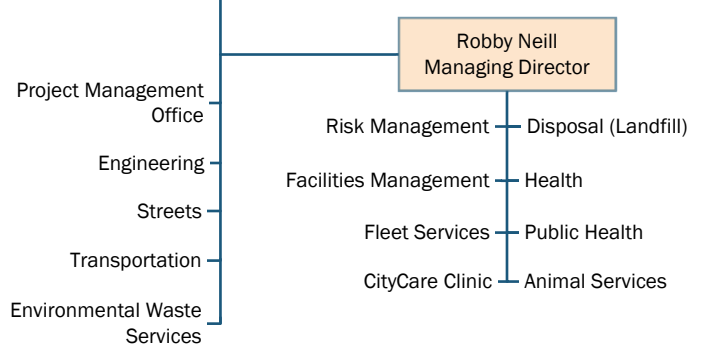 Robby Neill
Managing Director
Project Management
Office
Engineering
Streets
Transportation
Environmental Waste
Services
Risk Management
Disposal (Landfill)
Facilities Management
Health
Fleet Services
Public Health
CityCare Clinic
Animal Services